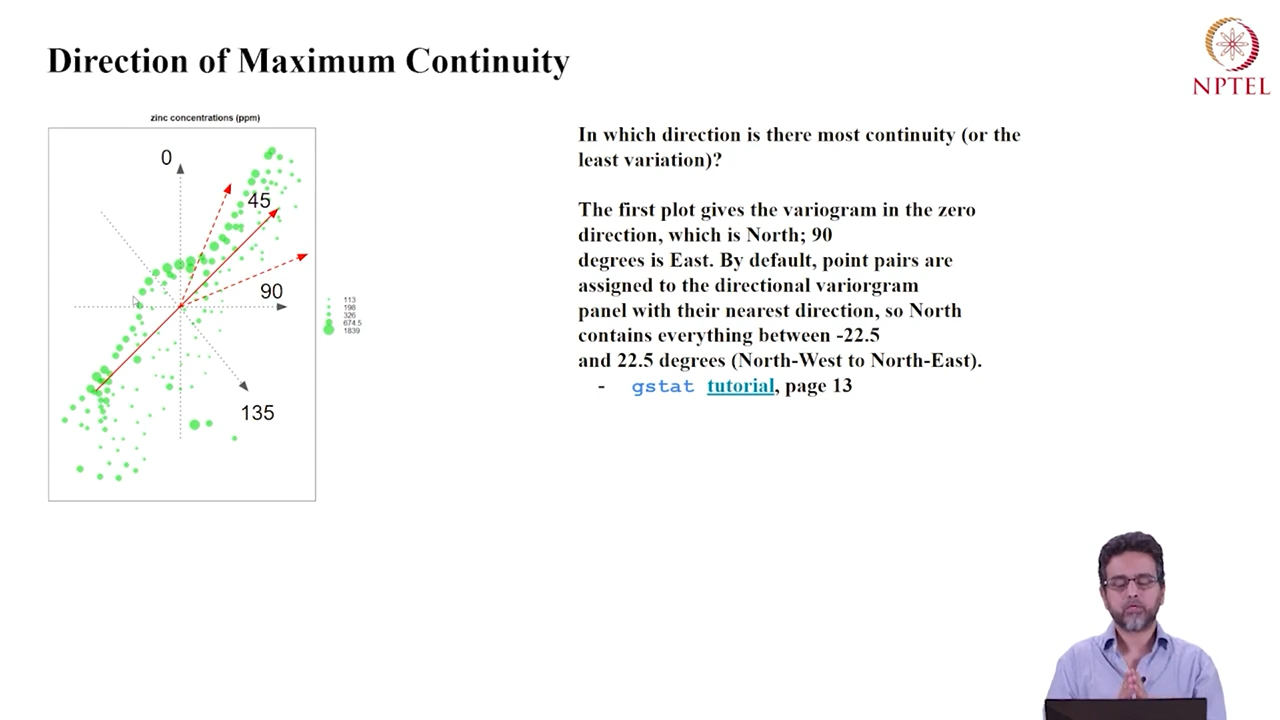 Direction of Maximum Continuity
NPTEL
zinc concentrations (ppm)
0
45
90
135
113
198
326
674.5
1839
In which direction is there most continuity (or the
least variation)?
The first plot gives the variogram in the zero
direction, which is North; 90
degrees is East. By default, point pairs are
assigned to the directional variorgram
panel with their nearest direction, so North
contains everything between -22.5
and 22.5 degrees (North-West to North-East).
- gstat tutorial, page 13